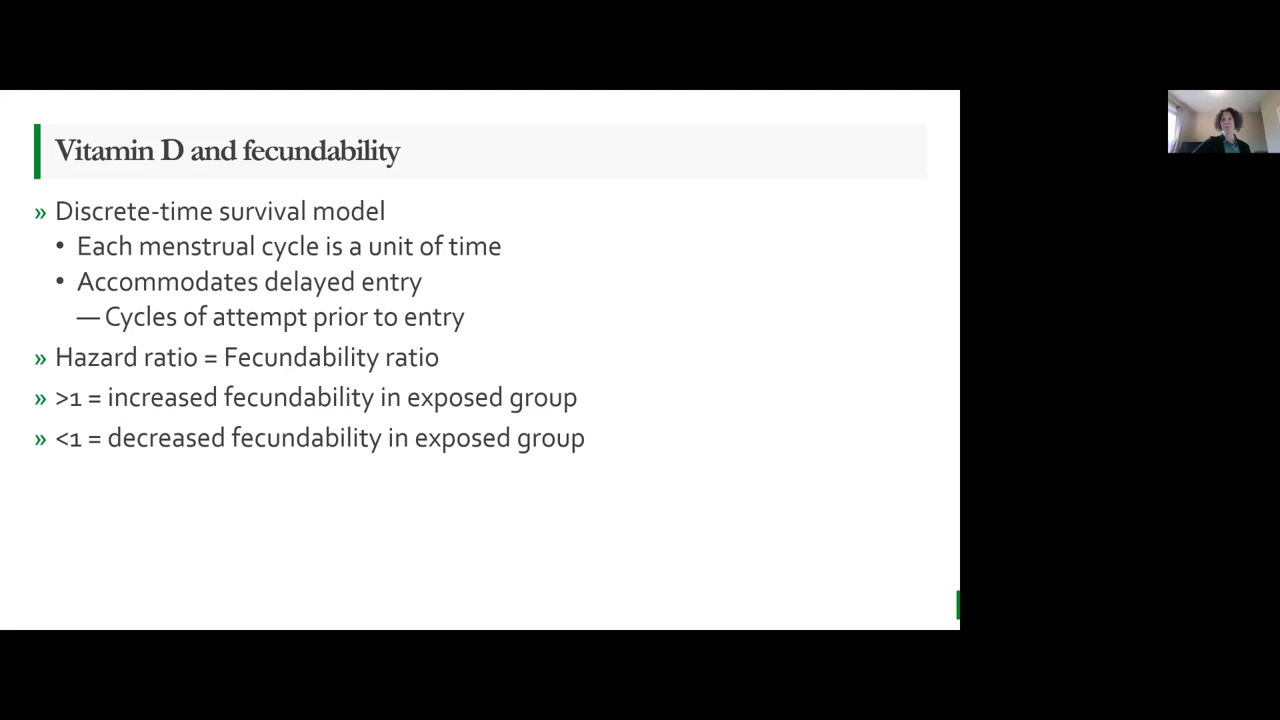 Vitamin D and fecundability
» Discrete-time survival model
• Each menstrual cycle is a unit of time
• Accommodates delayed entry
— Cycles of attempt prior to entry
» Hazard ratio = Fecundability ratio
» >1 = increased fecundability in exposed group
» <1 = decreased fecundability in exposed group